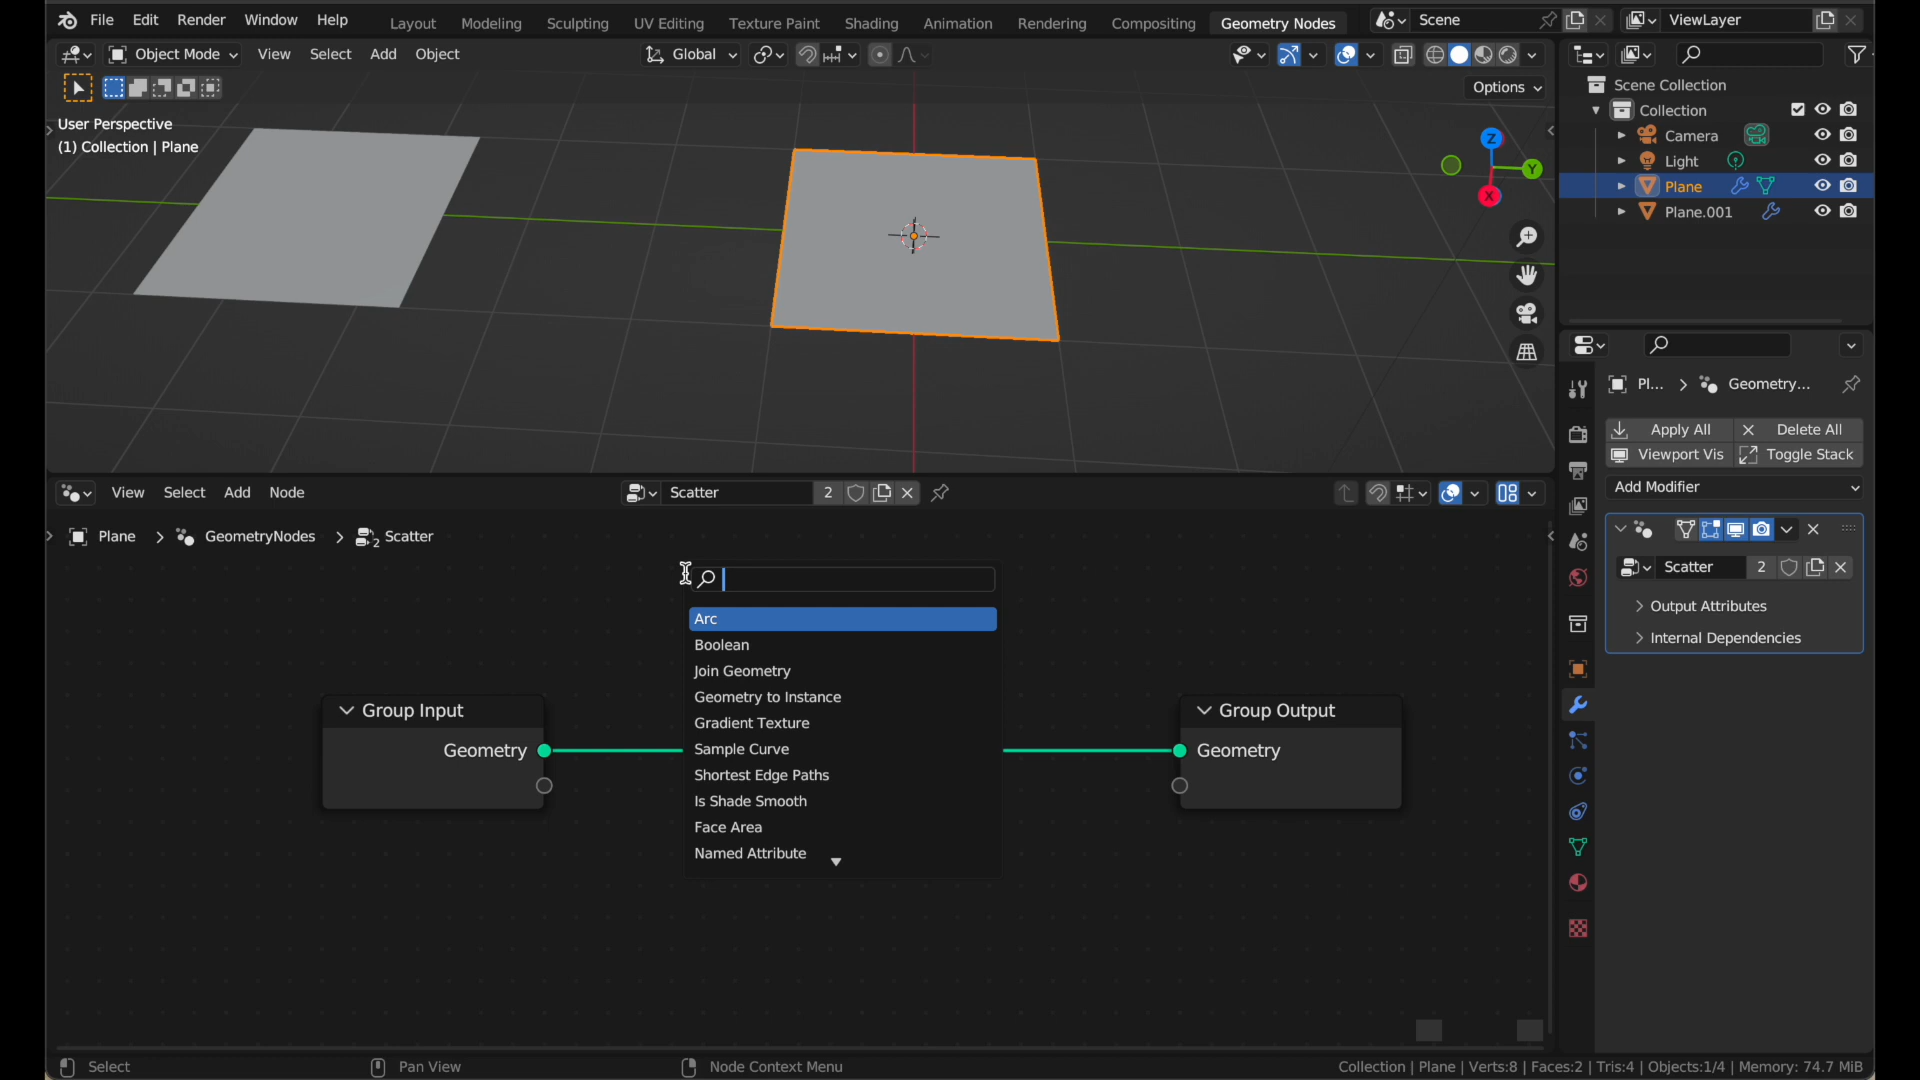 File Edit Render Window Help Layout Modeling Sculpting UV Editing Texture Paint Shading Animation Rendering Compositing Geometry Nodes Scene ViewLayer
Object Mode View Select Add Object Global
Options
User Perspective
(1) Collection | Plane
Z
Y
X
Scene Collection
Collection
Camera
Light
Plane
Plane.001
Pl... Geometry...
Apply All Delete All
Viewport Vis Toggle Stack
Add Modifier
Scatter 2
Output Attributes
Internal Dependencies
View Select Add Node Scatter 2
Plane GeometryNodes 2 Scatter
Arc
Boolean
Join Geometry
Geometry to Instance
Gradient Texture
Sample Curve
Shortest Edge Paths
Is Shade Smooth
Face Area
Named Attribute
Group Input
Geometry
Group Output
Geometry
Select Pan View Node Context Menu Collection | Plane | Verts:8 | Faces:2 | Tris:4 | Objects:1/4 | Memory: 74.7 MiB